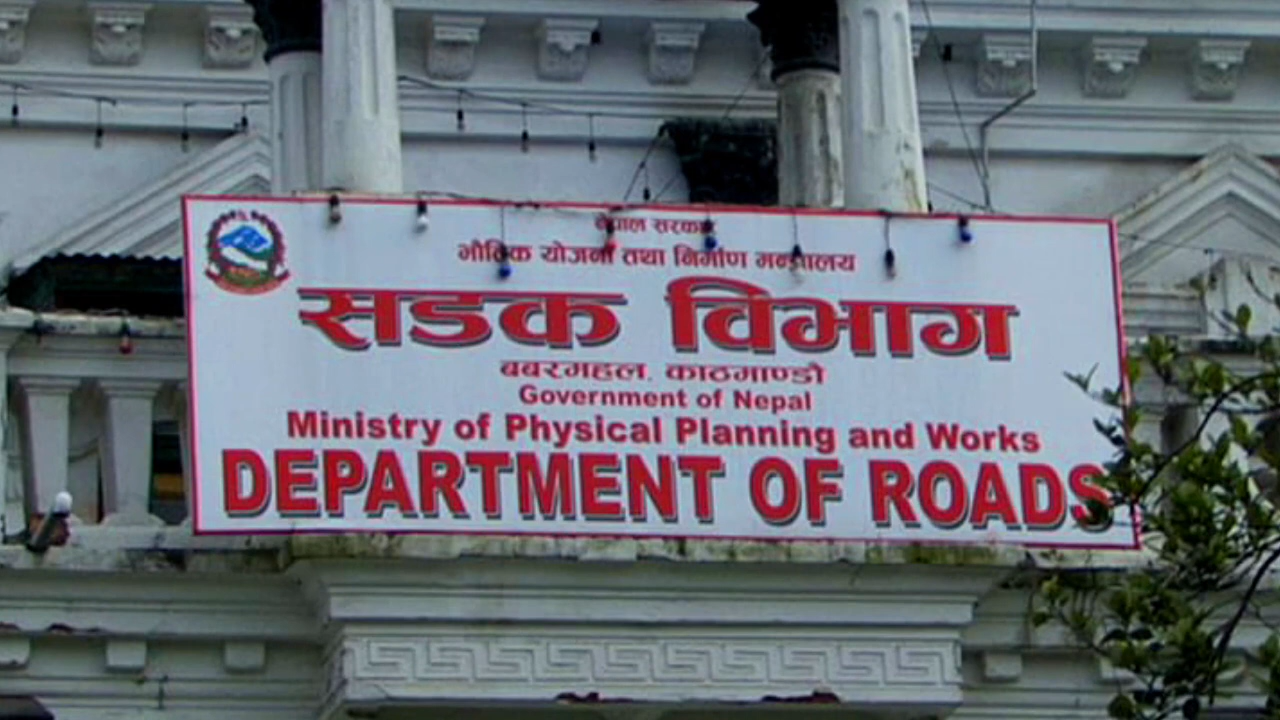 नेपाल सरकार
भौतिक योजना तथा निर्माण मन्त्रालय
सडक विभाग
बबरमहल, काठमाण्डौ
Government of Nepal
Ministry of Physical Planning and Works
DEPARTMENT OF ROADS